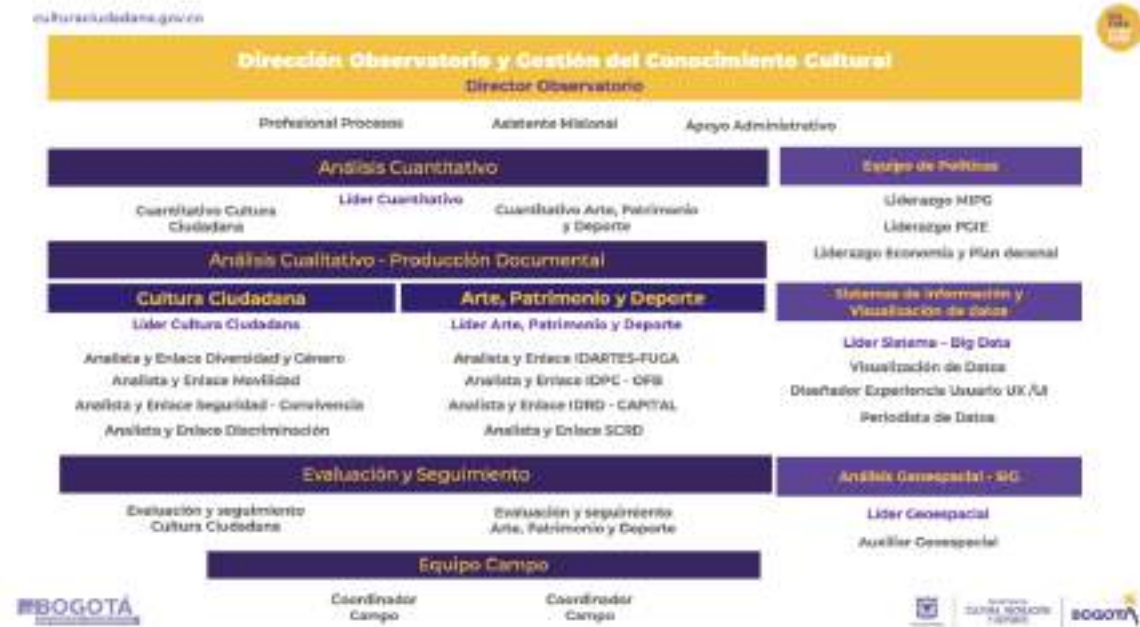 culturaciudadana.gov.co
Dirección Observatorio y Gestión del Conocimiento Cultural
Director Observatorio
Profesional Procesos
Asistente Misional
Apoyo Administrativo
Análisis Cuantitativo
Líder Cuantitativo
Cuantitativo Cultura
Ciudadana
Cuantitativo Arte, Patrimonio
y Deporte
Análisis Cualitativo - Producción Documental
Cultura Ciudadana
Líder Cultura Ciudadana
Analista y Enlace Diversidad y Género
Analista y Enlace Movilidad
Analista y Enlace Seguridad - Convivencia
Analista y Enlace Discriminación
Arte, Patrimonio y Deporte
Líder Arte, Patrimonio y Deporte
Analista y Enlace IDARTES-FUGA
Analista y Enlace IDPC - OFB
Analista y Enlace IDRD - CAPITAL
Analista y Enlace SCRD
Evaluación y Seguimiento
Evaluación y seguimiento
Cultura Ciudadana
Evaluación y seguimiento
Arte, Patrimonio y Deporte
Equipo Campo
Coordinador
Campo
Coordinador
Campo
Equipo de Políticas
Liderazgo MIPG
Liderazgo PGIE
Liderazgo Economía y Plan decenal
Sistemas de información y
Visualización de datos
Líder Sistema - Big Data
Visualización de Datos
Diseñador Experiencia Usuario UX /UI
Periodista de Datos
Análisis Geoespacial - SIG
Líder Geoespacial
Auxiliar Geoespacial
BOGOTÁ
CULTURA, RECREACIÓN
Y DEPORTE
BOGOTÁ